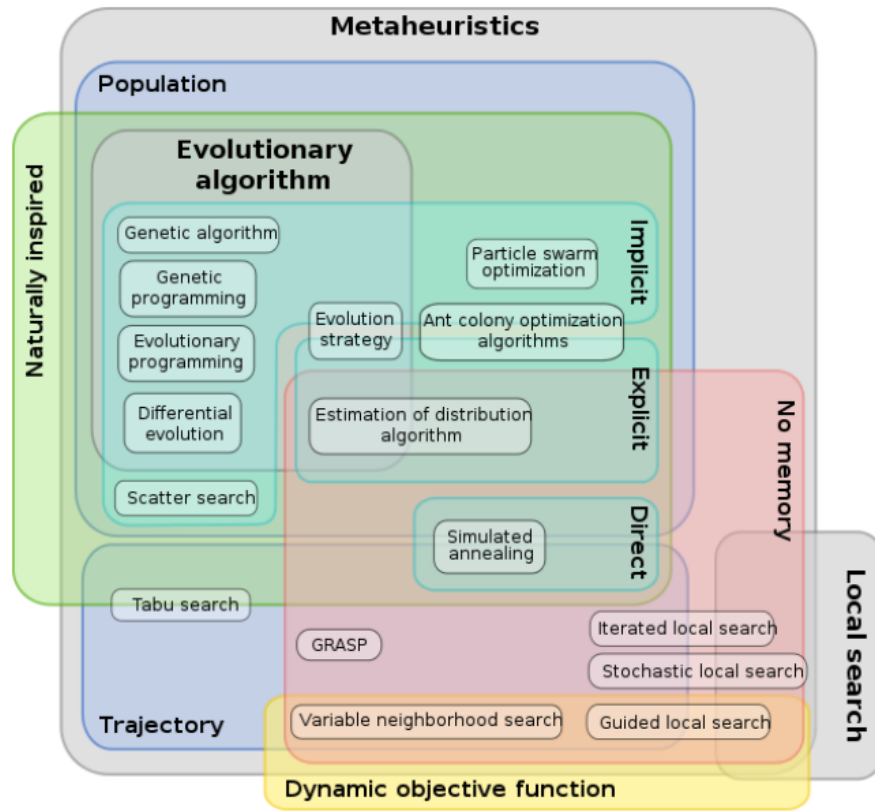 Metaheuristics
Population
Naturally inspired
Evolutionary
algorithm
Implicit
Genetic algorithm
Particle swarm
optimization
Genetic
programming
Evolution
strategy
Ant colony optimization
algorithms
Evolutionary
programming
Explicit
No memory
Differential
evolution
Estimation of distribution
algorithm
Scatter search
Direct
Simulated
annealing
Local search
Tabu search
GRASP
Iterated local search
Stochastic local search
Trajectory
Variable neighborhood search
Guided local search
Dynamic objective function